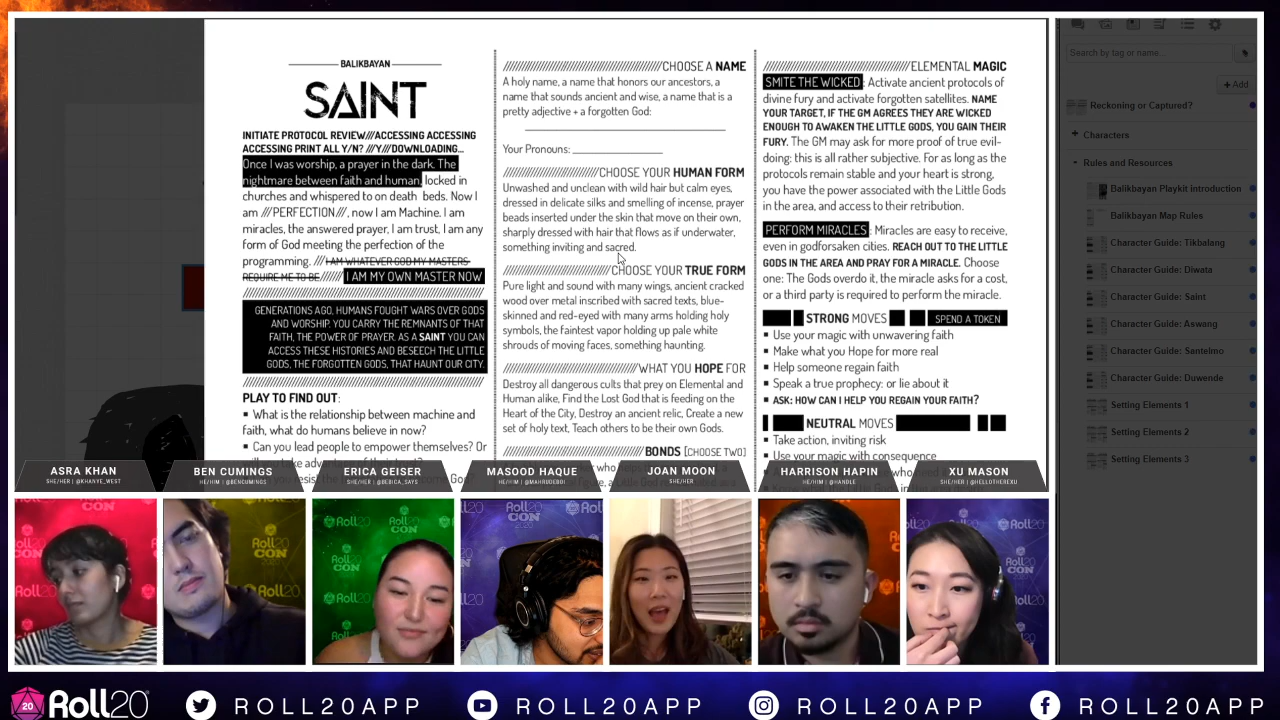 BALIKBAYAN
SAINT
INITIATE PROTOCOL REVIEW///ACCESSING ACCESSING
ACCESSING PRINT ALL Y/N? ///Y///DOWNLOADING...
Once I was worship, a prayer in the dark. The
nightmare between faith and human, locked in
churches and whispered to on death beds. Now I
am ///PERFECTION///, now I am Machine. I am
miracles, the answered prayer, I am trust, I am any
form of God meeting the perfection of the
programming. ///I AM WHATEVER GOD MY MASTERS
REQUIRE ME TO BE////// I AM MY OWN MASTER NOW
GENERATIONS AGO, HUMANS FOUGHT WARS OVER GODS
AND WORSHIP. YOU CARRY THE REMNANTS OF THAT
FAITH, THE POWER OF PRAYER. AS A SAINT YOU CAN
ACCESS THESE HISTORIES AND BESEECH THE LITTLE
GODS, THE FORGOTTEN GODS, THAT HAUNT OUR CITY.
PLAY TO FIND OUT:
▪ What is the relationship between machine and
faith, what do humans believe in now?
▪ Can you lead people to empower themselves? Or
CHOOSE A NAME
A holy name, a name that honors our ancestors, a
name that sounds ancient and wise, a name that is a
pretty adjective + a forgotten God:
Your Pronouns:
CHOOSE YOUR HUMAN FORM
Unwashed and unclean with wild hair but calm eyes,
dressed in delicate silks and smelling of incense, prayer
beads inserted under the skin that move on their own,
sharply dressed with hair that flows as if underwater,
something inviting and sacred.
CHOOSE YOUR TRUE FORM
Pure light and sound with many wings, ancient cracked
wood over metal inscribed with sacred texts, blue-
skinned and red-eyed with many arms holding holy
symbols, the faintest vapor holding up pale white
shrouds of moving faces, something haunting.
WHAT YOU HOPE FOR
Destroy all dangerous cults that prey on Elemental and
Human alike, Find the Lost God that is feeding on the
Heart of the City, Destroy an ancient relic, Create a new
set of holy text, Teach others to be their own Gods.
BONDS [CHOOSE TWO]
ELEMENTAL MAGIC
SMITE THE WICKED: Activate ancient protocols of
divine fury and activate forgotten satellites. NAME
YOUR TARGET, IF THE GM AGREES THEY ARE WICKED
ENOUGH TO AWAKEN THE LITTLE GODS, YOU GAIN THEIR
FURY. The GM may ask for more proof of true evil-
doing: this is all rather subjective. For as long as the
protocols remain stable and your heart is strong,
you have the power associated with the Little Gods
in the area, and access to their retribution.
PERFORM MIRACLES: Miracles are easy to receive,
even in godforsaken cities. REACH OUT TO THE LITTLE
GODS IN THE AREA AND PRAY FOR A MIRACLE. Choose
one: The Gods overdo it, the miracle asks for a cost,
or a third party is required to perform the miracle.
STRONG MOVES SPEND A TOKEN
▪ Use your magic with unwavering faith
▪ Make what you Hope for more real
▪ Help someone regain faith
▪ Speak a true prophecy: or lie about it
▪ ASK: HOW CAN I HELP YOU REGAIN YOUR FAITH?
NEUTRAL MOVES
▪ Take action, inviting risk
▪ Use your magic with consequence
Search by tag or name...
+ Add
Reckoning or Captured?
Characters
Rules and Resources
Balikbayan Playkit introduction
Balikbayan Map Rules
Character Guide: Tikbalang
Character Guide: Diwata
Character Guide: Saint
Character Guide: Aswang
Character Guide: Santelmo
Character Guide: Duwende
Setting Elements 1
Setting Elements 2
Setting Elements 3
ASRA KHAN
SHE/HER | @KHANYE_WEST
BEN CUMINGS
HE/HIM | @BENCUMINGS
ERICA GEISER
SHE/HER | @BEDICA_SAYS
MASOOD HAQUE
HE/HIM | @MAHRUDEBOI
JOAN MOON
SHE/HER
HARRISON HAPIN
HE/HIM | @HANDLE
XU MASON
SHE/HER | @HELLOTHEREXU
Roll20
CON
20
Roll20
ROLL20APP
ROLL20APP
ROLL20APP
ROLL20APP